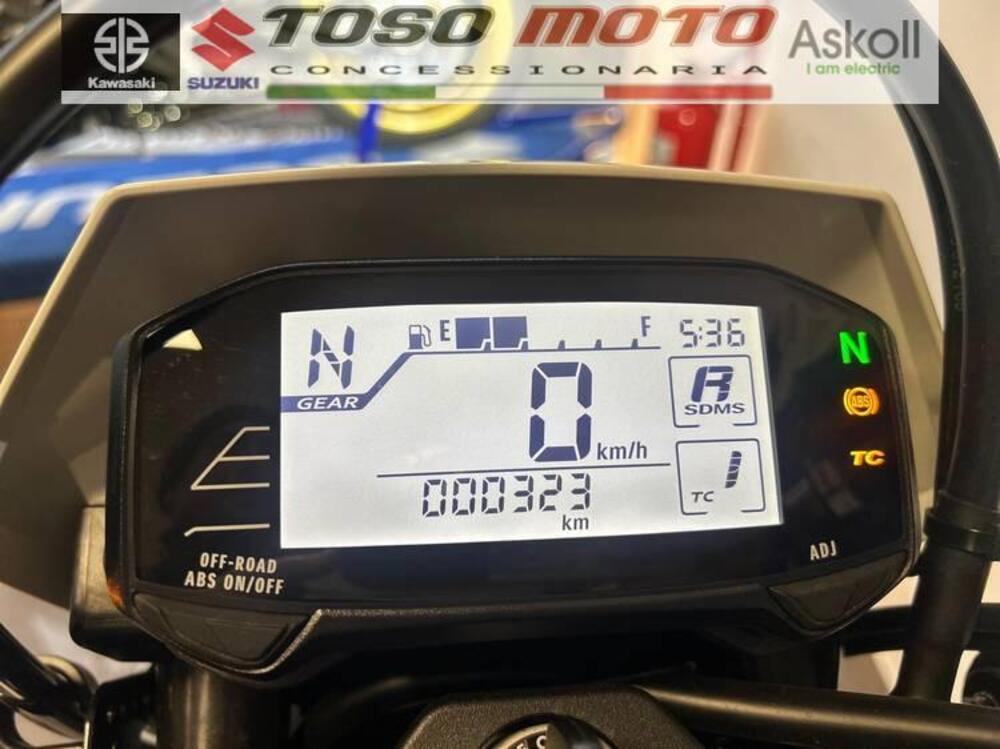 TOSO MOTO
Kawasaki
SUZUKI
CONCESSIONARIA
Askoll
I am electric
N
E
F
5:36
N
GEAR
0
km/h
R
SDMS
ABS
TC
000323
km
TC 1
OFF-ROAD
ABS ON/OFF
ADJ